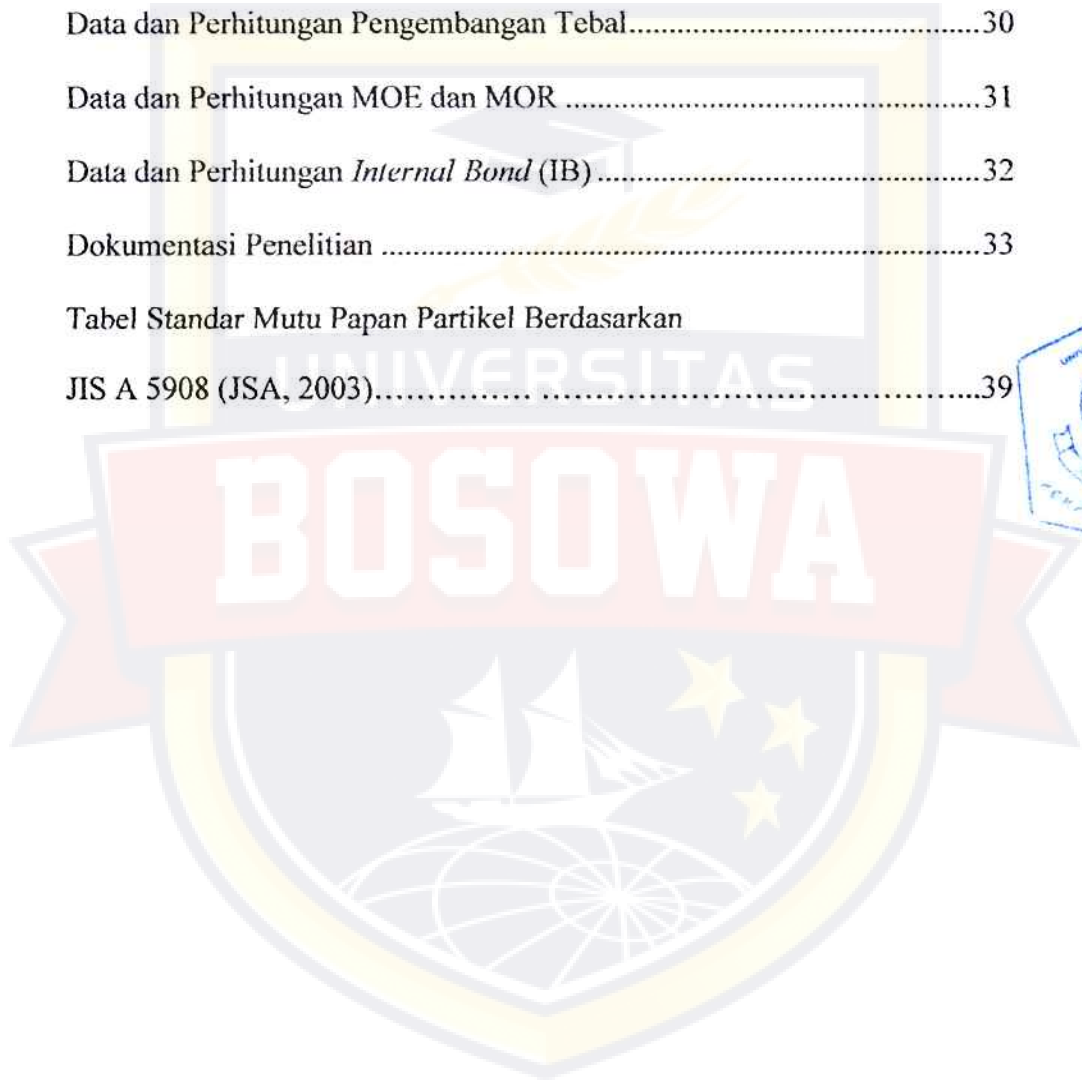 Data dan Perhitungan Pengembangan Tebal..................................................30
Data dan Perhitungan MOE dan MOR ..........................................................31
Data dan Perhitungan Internal Bond (IB) ......................................................32
Dokumentasi Penelitian ...................................................................................33
Tabel Standar Mutu Papan Partikel Berdasarkan
JIS A 5908 (JSA, 2003)................ ...............................................................39
UNIVERSITAS
BOSOWA